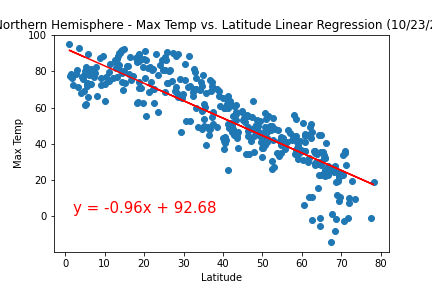 Northern Hemisphere - Max Temp vs. Latitude Linear Regression (10/23/2
100
80
60
40
20
0
Max Temp
y = -0.96x + 92.68
0 10 20 30 40 50 60 70 80
Latitude